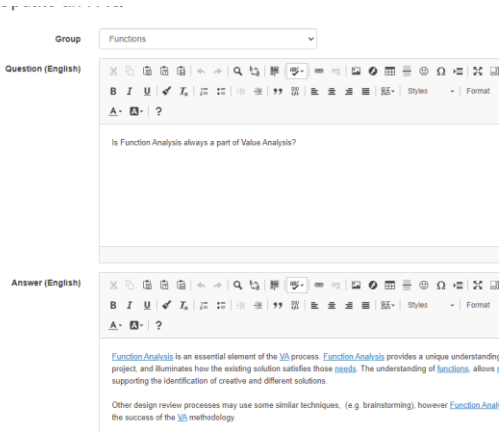 Group
Functions
Question (English)
B I U
Styles
Format
A A ?
Is Function Analysis always a part of Value Analysis?
Answer (English)
B I U
Styles
Format
A A ?
Function Analysis is an essential element of the VA process. Function Analysis provides a unique understanding
project, and illuminates how the existing solution satisfies those needs. The understanding of functions, allows
supporting the identification of creative and different solutions.
Other design review processes may use some similar techniques, (e.g. brainstorming), however Function
the success of the VA methodology.